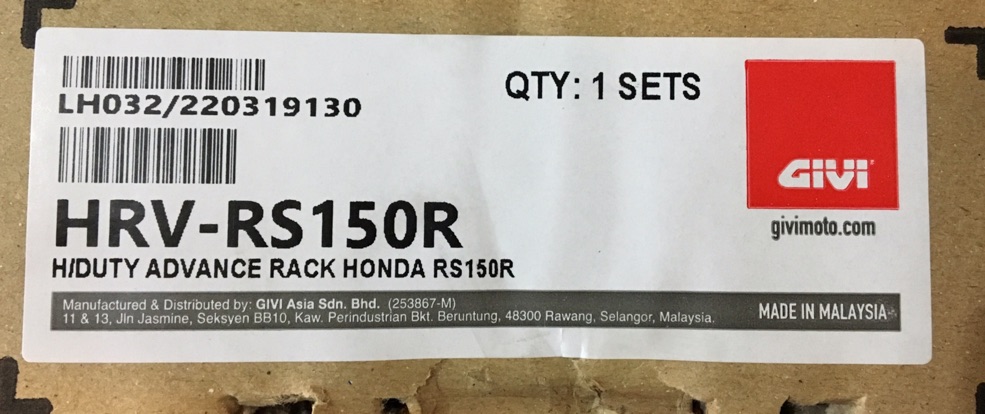 LH032/220319130
QTY: 1 SETS
GIVI
givimoto.com
HRV-RS150R
H/DUTY ADVANCE RACK HONDA RS150R
Manufactured & Distributed by: GIVI Asia Sdn. Bhd. (253867-M)
11 & 13, Jln Jasmine, Seksyen BB10, Kaw. Perindustrian Bkt. Beruntung, 48300 Rawang, Selangor, Malaysia.
MADE IN MALAYSIA